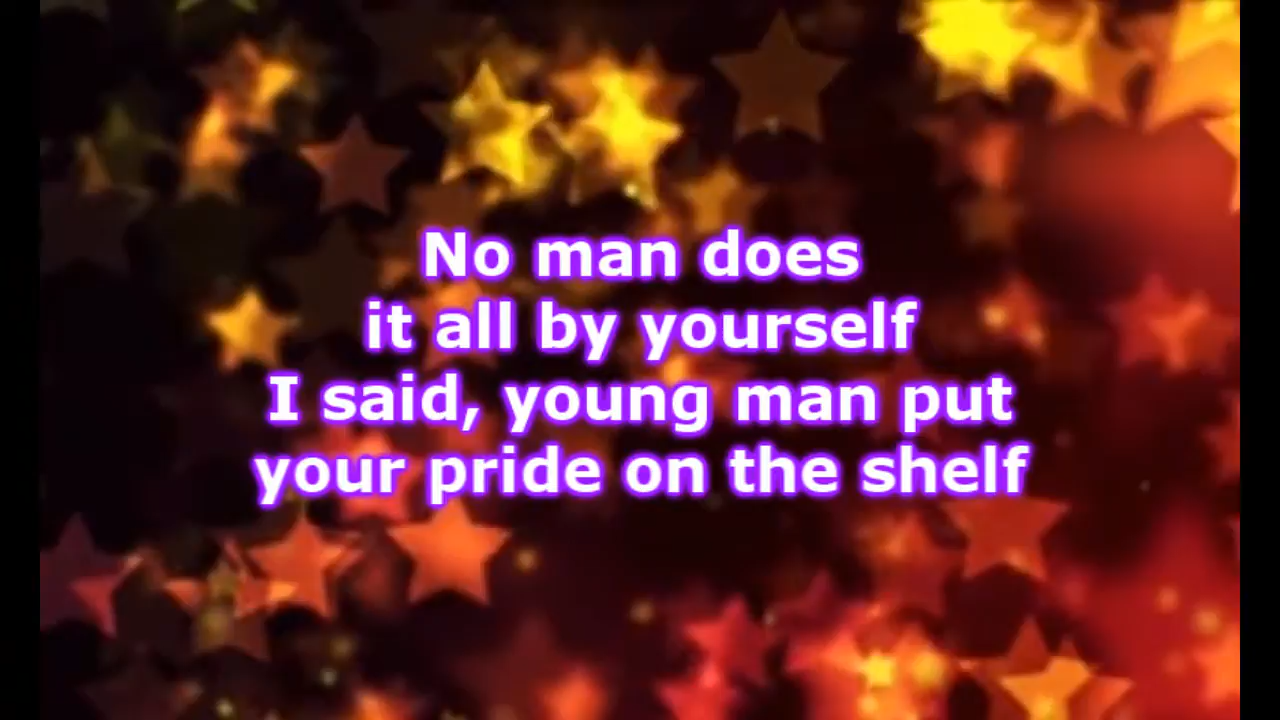 No man does
it all by yourself
I said, young man put
your pride on the shelf